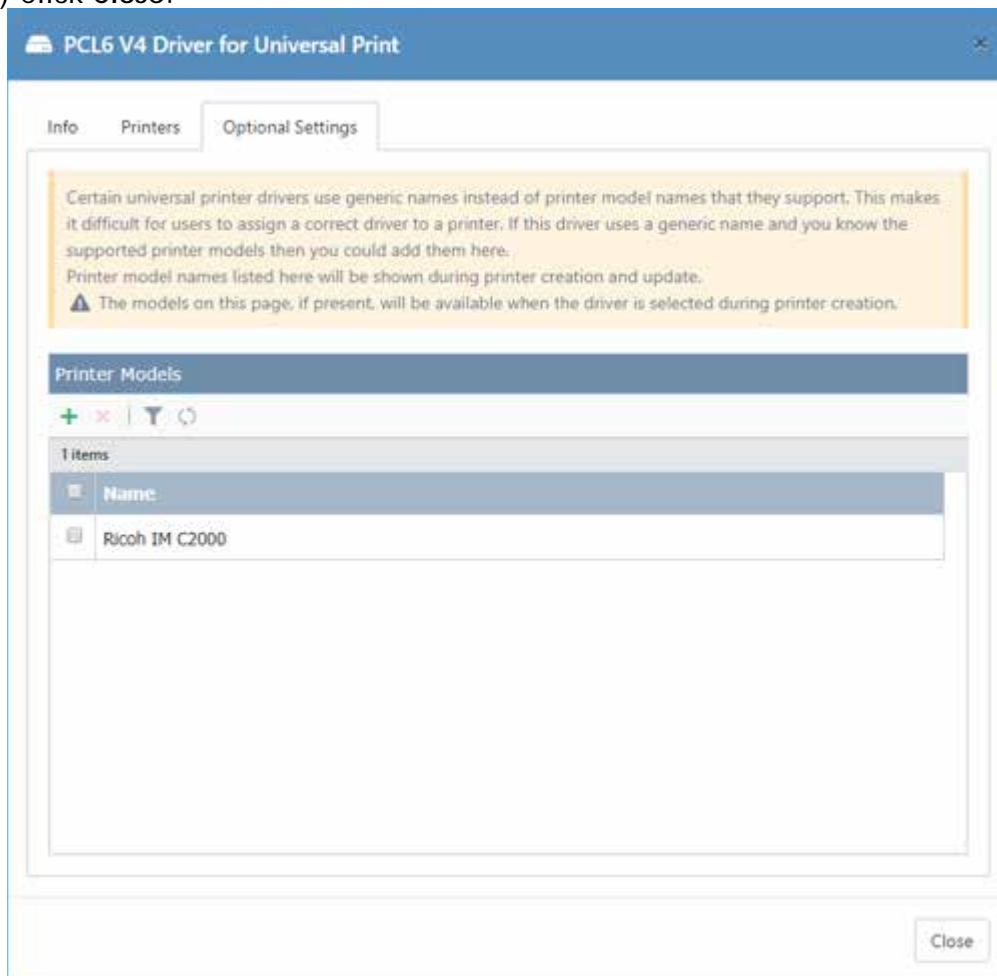 PCL6 V4 Driver for Universal Print
Info Printers Optional Settings
Certain universal printer drivers use generic names instead of printer model names that they support. This makes
it difficult for users to assign a correct driver to a printer. If this driver uses a generic name and you know the
supported printer models then you could add them here.
Printer model names listed here will be shown during printer creation and update.
The models on this page, if present, will be available when the driver is selected during printer creation.
Printer Models
1 items
Name
Ricoh IM C2000
Close